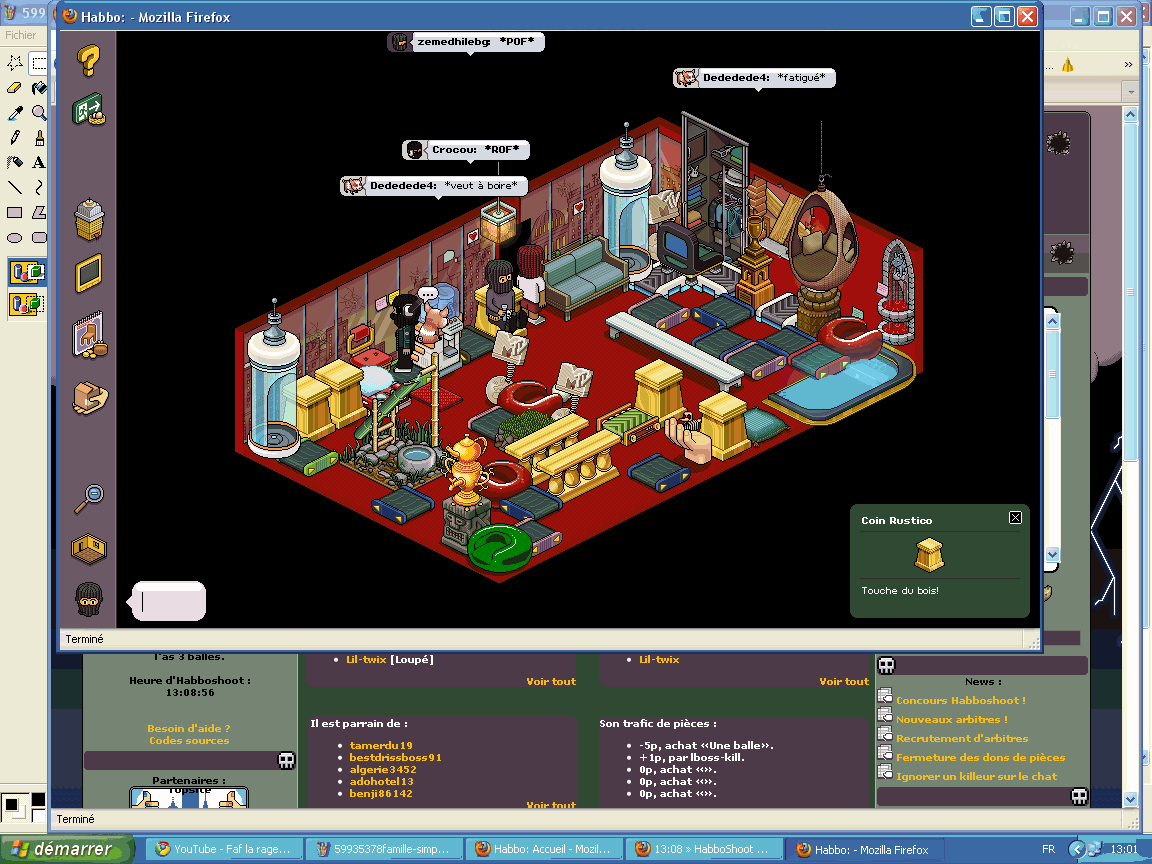 599
Habbo: - Mozilla Firefox
Fichier
zemedhilebg: *POF*
Dededede4: *fatigué*
Crocou: *ROF*
Dededede4: *veut à boire*
Coin Rustico
Touche du bois!
Terminé
l'as 3 balles.
Heure d'Habboshoot :
13:08:56
Besoin d'aide ?
Codes sources
Partenaires :
Topsite
Lil-twix [Loupé]
Voir tout
Il est parrain de :
tamerdu19
bestdrissboss91
algerie3452
adohotel13
benji86142
Voir tout
Lil-twix
Voir tout
Son trafic de pièces :
-5p, achat «Une balle».
+1p, par lboss-kill.
0p, achat «».
0p, achat «».
0p, achat «».
News :
Concours Habboshoot !
Nouveaux arbitres !
Recrutement d'arbitres
Fermeture des dons de pièces
Ignorer un killeur sur le chat
Terminé
démarrer
YouTube - Faf la rage...
59935378famille-simp...
Habbo: Accueil - Mozil...
13:08 » HabboShoot ...
Habbo: - Mozilla Firefox
FR
13:01